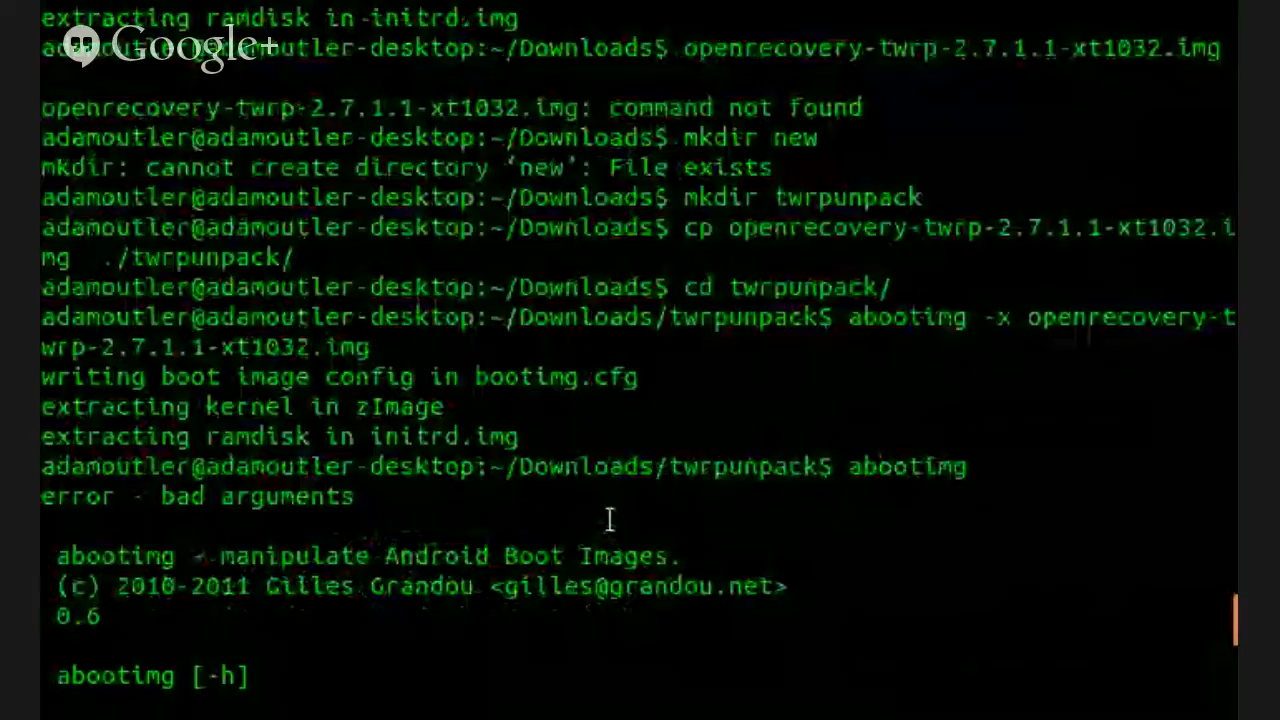 extracting ramdisk in initrd.img
Google+
adamoutler@adamoutler-desktop:~/Downloads$ openrecovery-twrp-2.7.1.1-xt1032.img
openrecovery-twrp-2.7.1.1-xt1032.img: command not found
adamoutler@adamoutler-desktop:~/Downloads$ mkdir new
mkdir: cannot create directory ‘new’: File exists
adamoutler@adamoutler-desktop:~/Downloads$ mkdir twrpunpack
adamoutler@adamoutler-desktop:~/Downloads$ cp openrecovery-twrp-2.7.1.1-xt1032.i
mg  ./twrpunpack/
adamoutler@adamoutler-desktop:~/Downloads$ cd twrpunpack/
adamoutler@adamoutler-desktop:~/Downloads/twrpunpack$ abootimg -x openrecovery-t
wrp-2.7.1.1-xt1032.img
writing boot image config in bootimg.cfg
extracting kernel in zImage
extracting ramdisk in initrd.img
adamoutler@adamoutler-desktop:~/Downloads/twrpunpack$ abootimg
error - bad arguments
abootimg - manipulate Android Boot Images.
(c) 2010-2011 Gilles Grandou <gilles@grandou.net>
0.6
abootimg [-h]